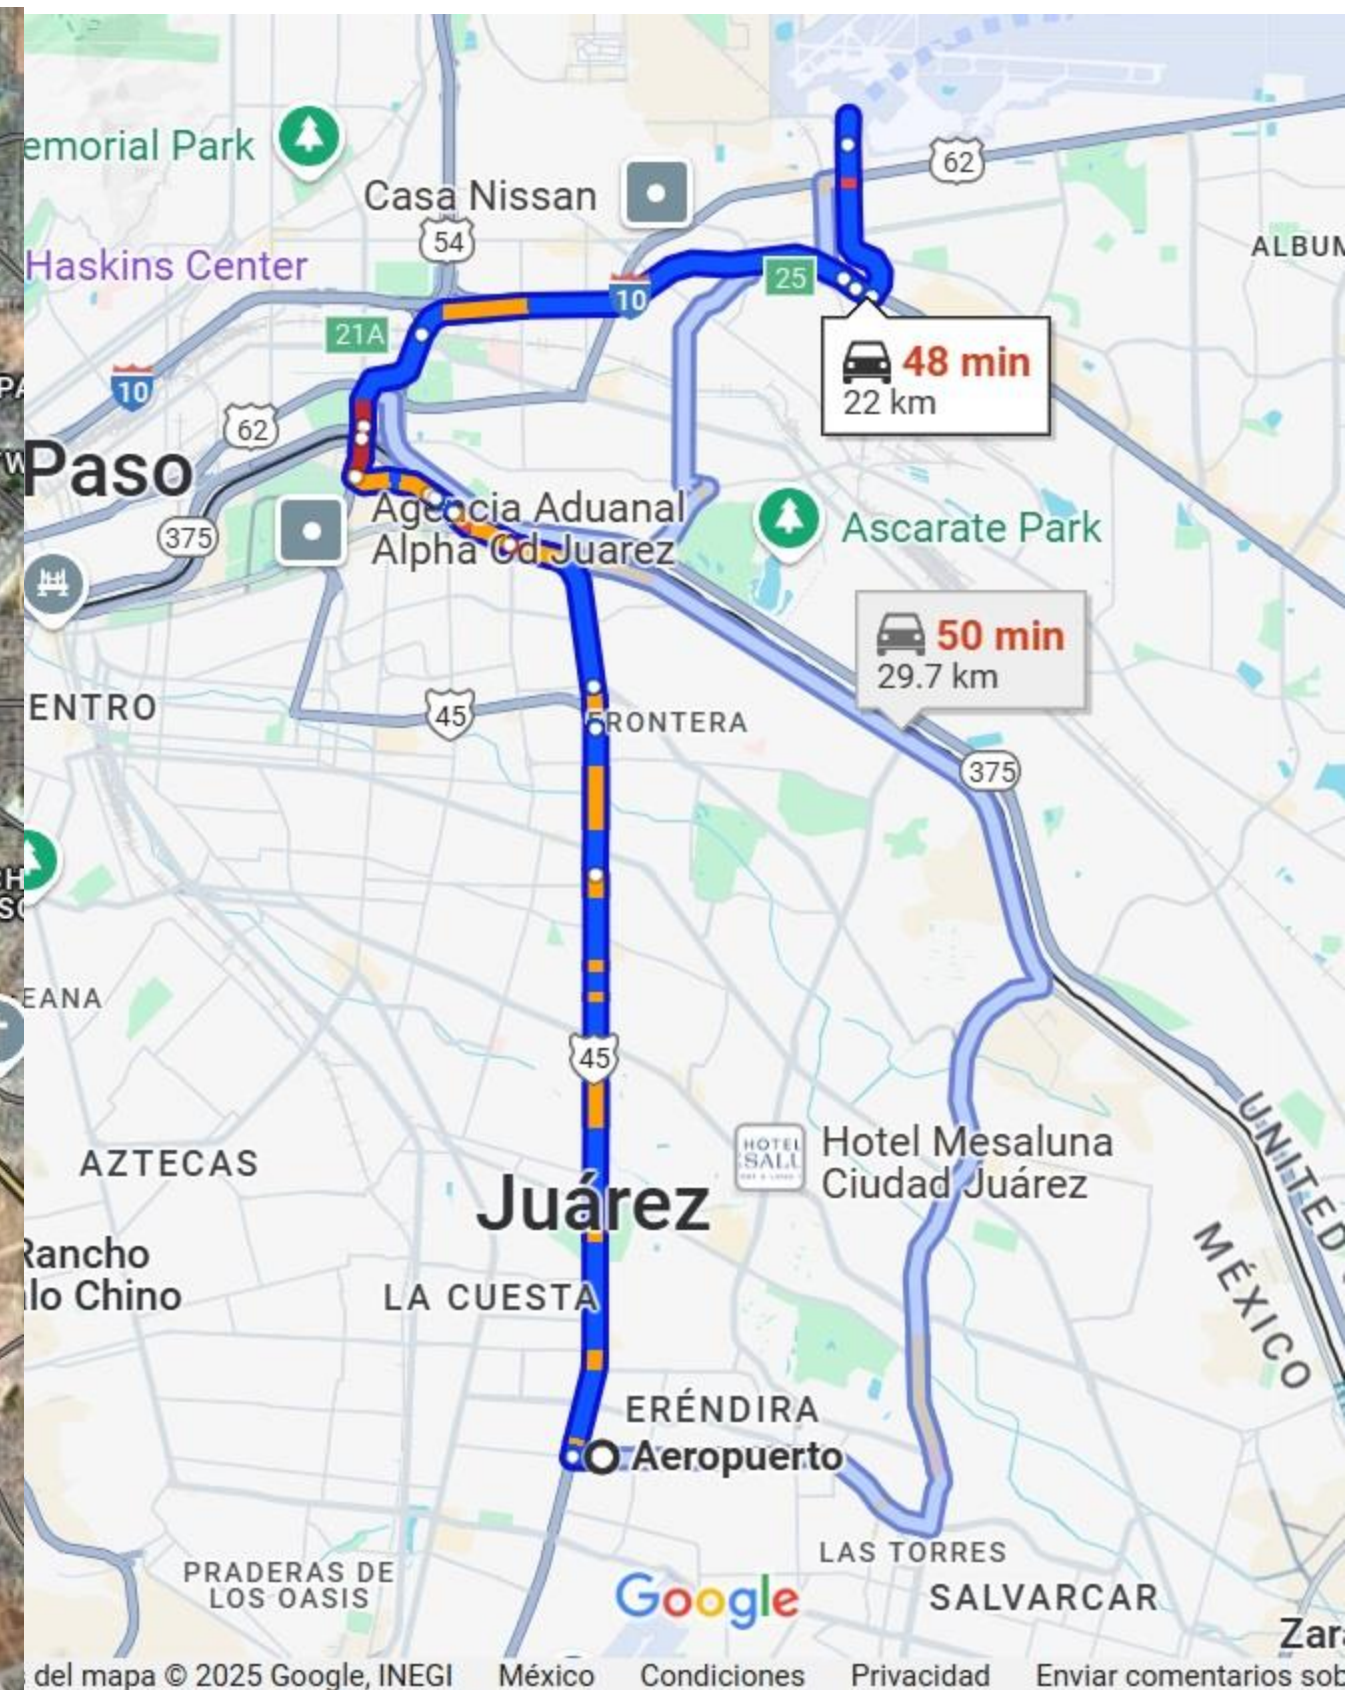 emorial Park
62
Casa Nissan
54
ALBUM
Haskins Center
25
10
21A
10
48 min
22 km
62
Paso
375
Agencia Aduanal
Alpha Cd Juarez
Ascarate Park
50 min
29.7 km
ENTRO
45
FRONTERA
375
EANA
45
UNITED
HOTEL
Hotel Mesaluna
Ciudad Juárez
AZTECAS
Juárez
MÉXICO
Rancho
lo Chino
LA CUESTA
ERÉNDIRA
Aeropuerto
LAS TORRES
PRADERAS DE
LOS OASIS
Google
SALVARCAR
Zar
del mapa © 2025 Google, INEGI México Condiciones Privacidad Enviar comentarios sob